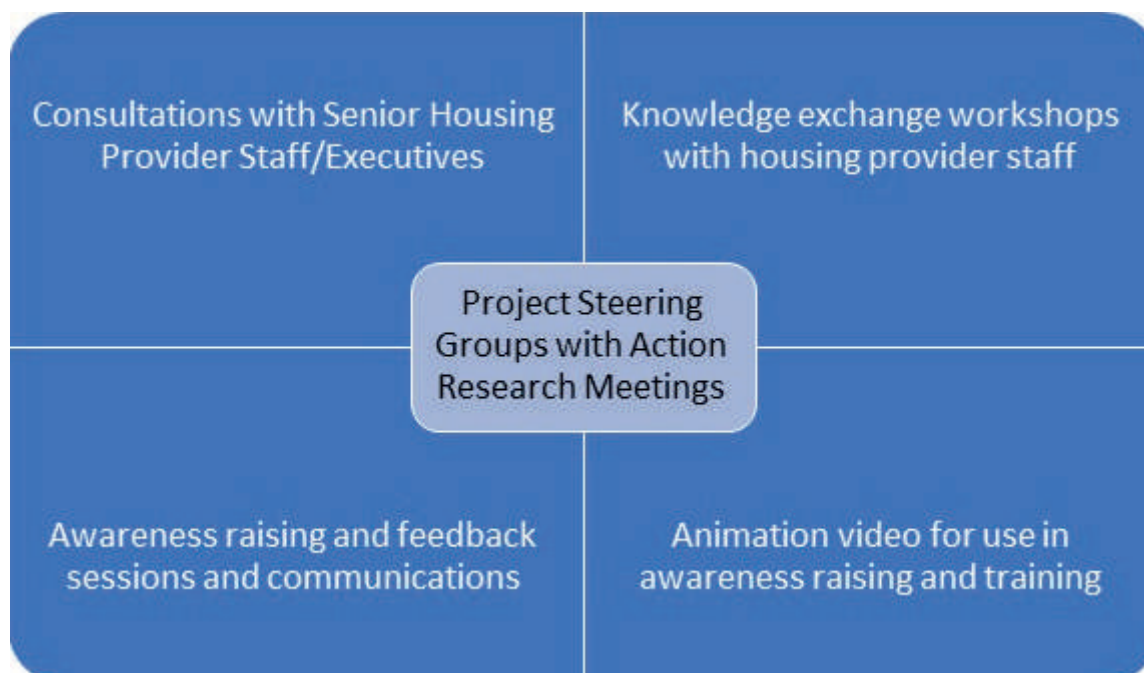 Consultations with Senior Housing
Provider Staff/Executives
Knowledge exchange workshops
with housing provider staff
Project Steering
Groups with Action
Research Meetings
Awareness raising and feedback
sessions and communications
Animation video for use in
awareness raising and training